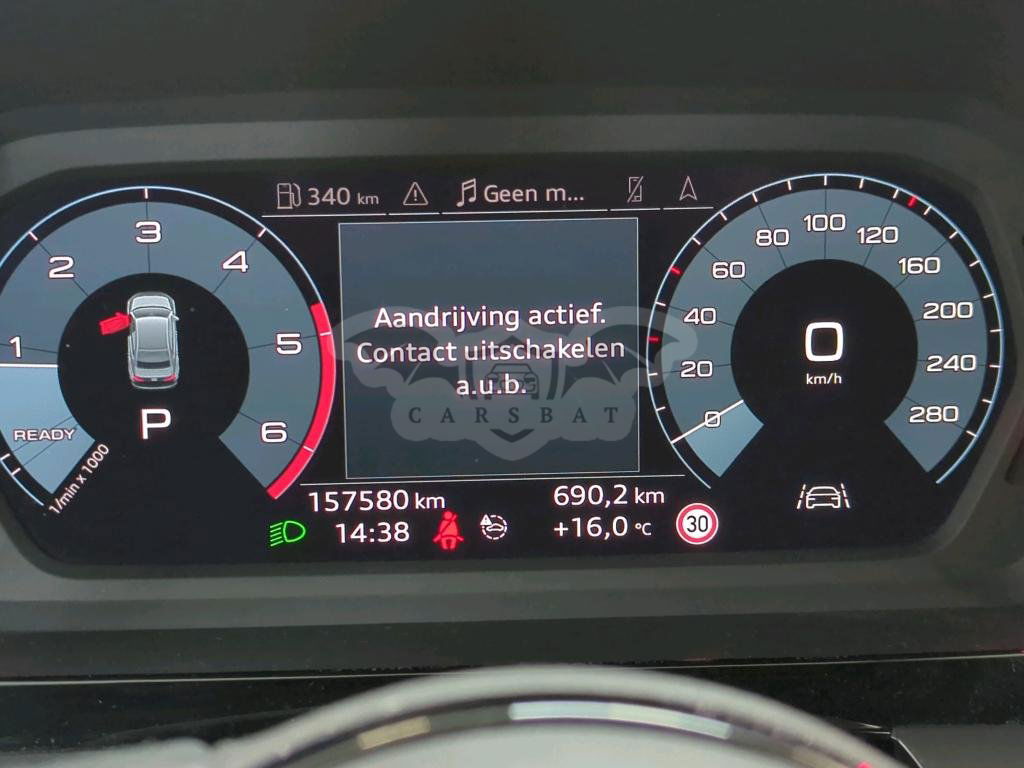 340 km
Geen m...
1
2
3
4
5
6
READY
1/min x 1000
P
Aandrijving actief.
Contact uitschakelen
a.u.b.
CARSBAT
0
20
40
60
80
100
120
160
200
240
280
0
km/h
157580 km
690,2 km
14:38
+16,0 °C
30